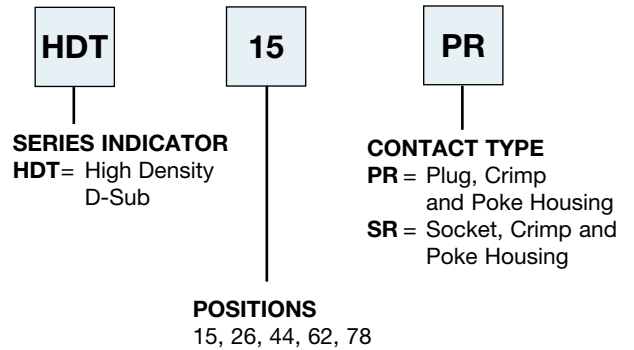 HDT
15
PR
SERIES INDICATOR
HDT= High Density
D-Sub
CONTACT TYPE
PR = Plug, Crimp
and Poke Housing
SR = Socket, Crimp and
Poke Housing
POSITIONS
15, 26, 44, 62, 78